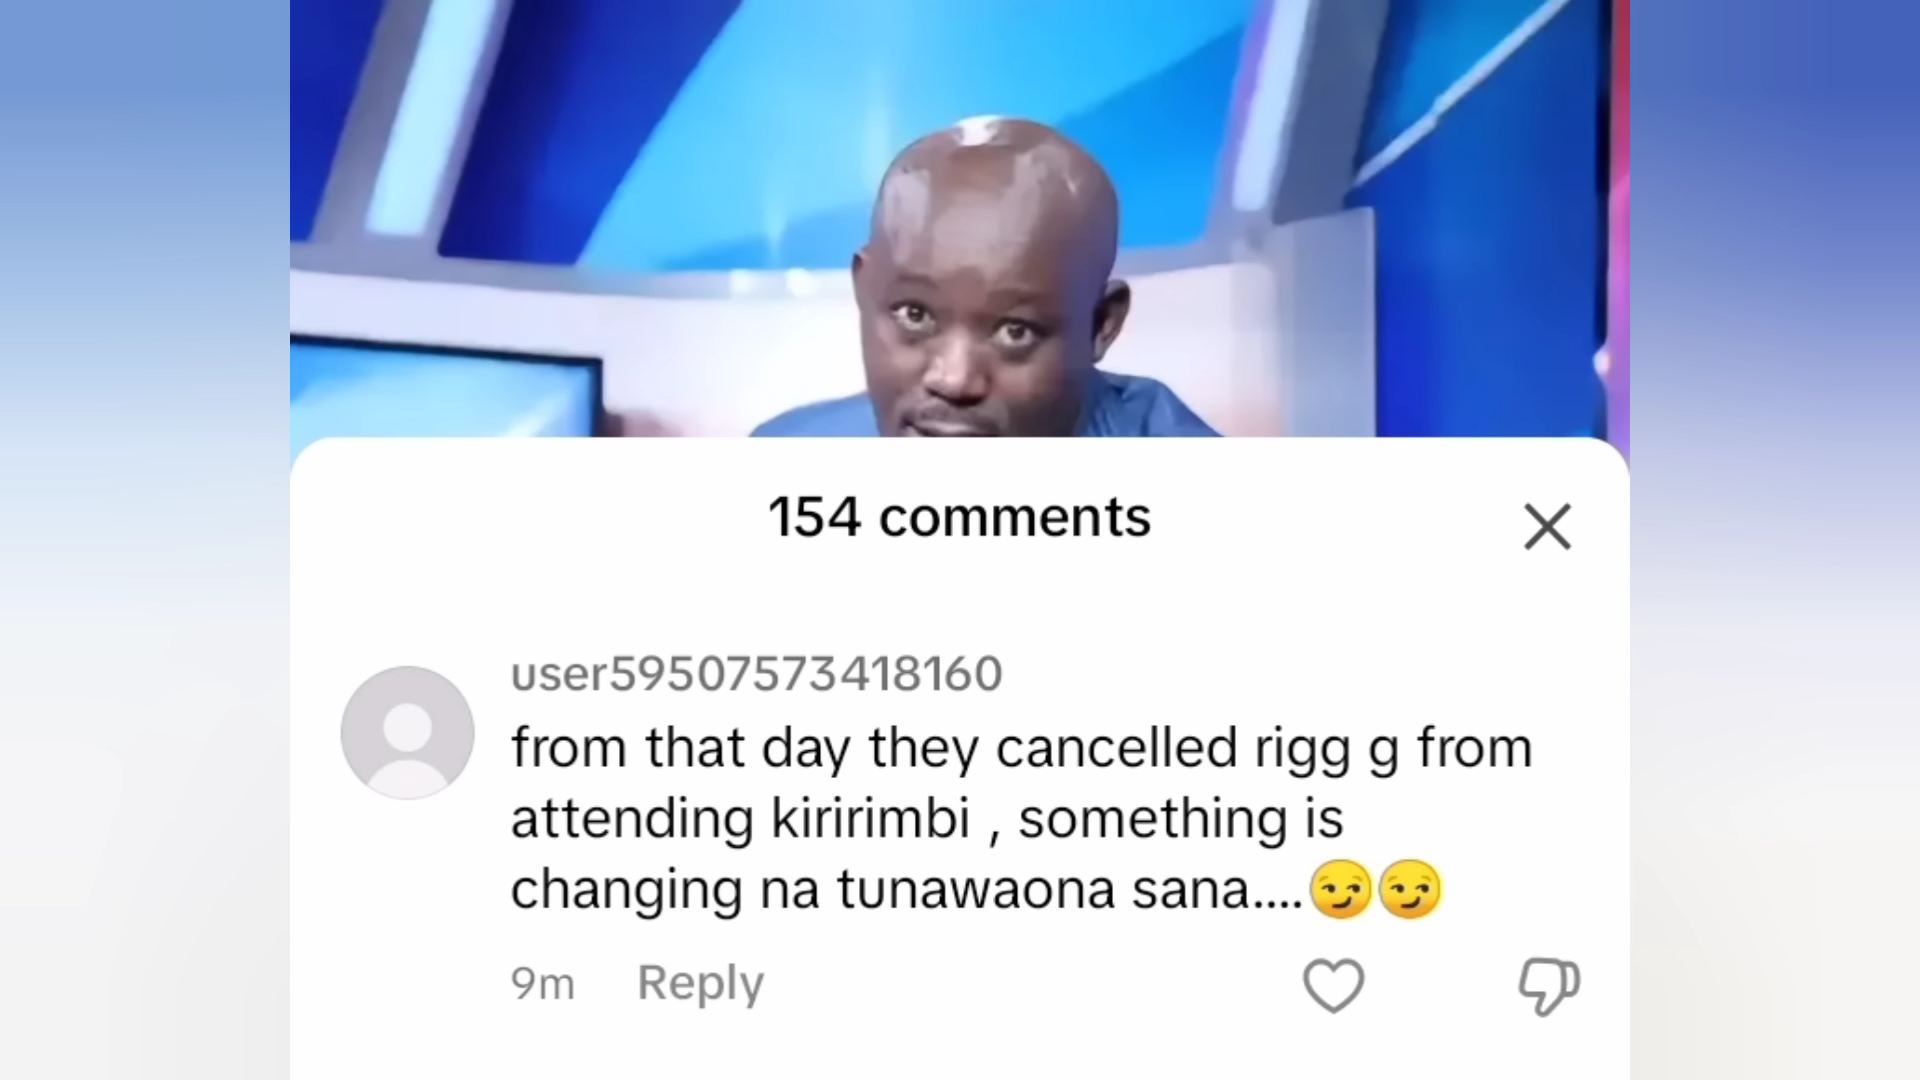 154 comments
user59507573418160
from that day they cancelled rigg g from
attending kiririmbi , something is
changing na tunawaona sana....😏😏
9m Reply